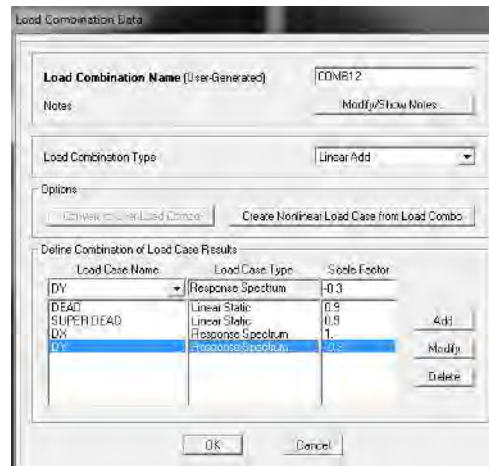 Load Combination Data
Load Combination Name (User-Generated) COMB12
Notes Modify/Show Notes...
Load Combination Type Linear Add
Options
Convert to User Load Combo Create Nonlinear Load Case from Load Combo
Define Combination of Load Case Results
Load Case Name Load Case Type Scale Factor
DY Response Spectrum -0.3
DEAD Linear Static 0.9
SUPER DEAD Linear Static 0.9
DX Response Spectrum 1.
DY Response Spectrum -0.3
Add
Modify
Delete
OK Cancel